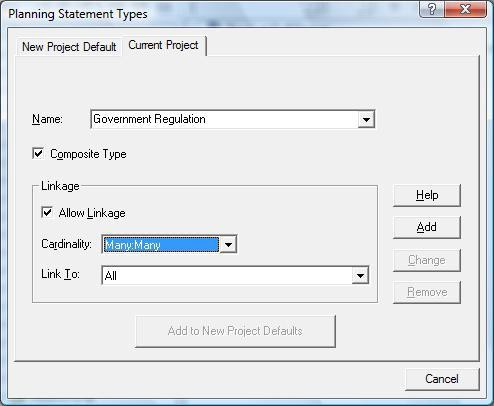 Planning Statement Types
New Project Default Current Project
Name: Government Regulation
Composite Type
Linkage
Allow Linkage
Cardinality: Many:Many
Link To: All
Help
Add
Change
Remove
Add to New Project Defaults
Cancel